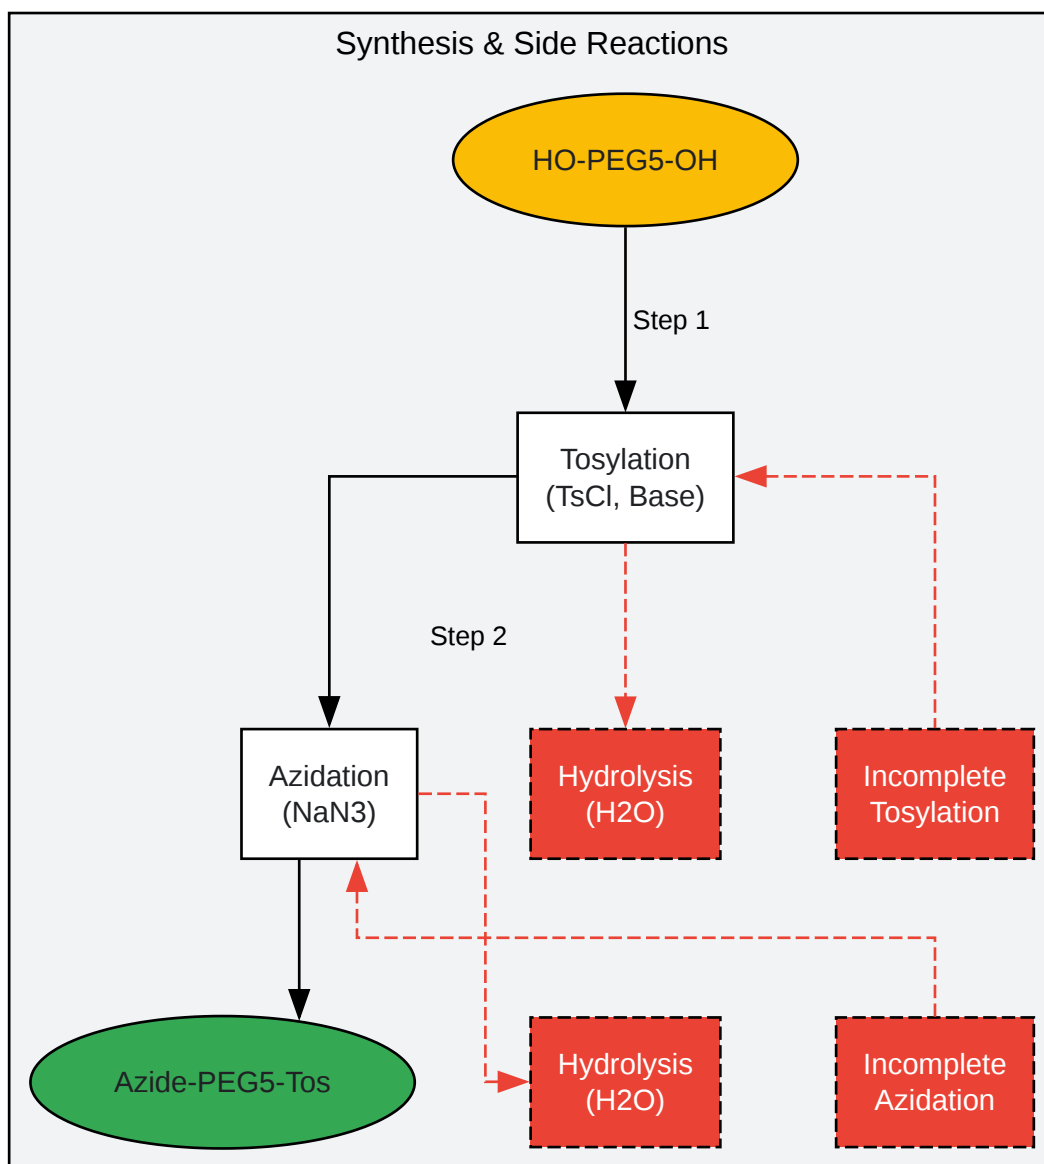 Synthesis & Side Reactions
HO-PEG5-OH
Step 1
Tosylation
(TsCl, Base)
Step 2
Azidation
(NaN3)
Hydrolysis
(H2O)
Incomplete
Tosylation
Azide-PEG5-Tos
Hydrolysis
(H2O)
Incomplete
Azidation